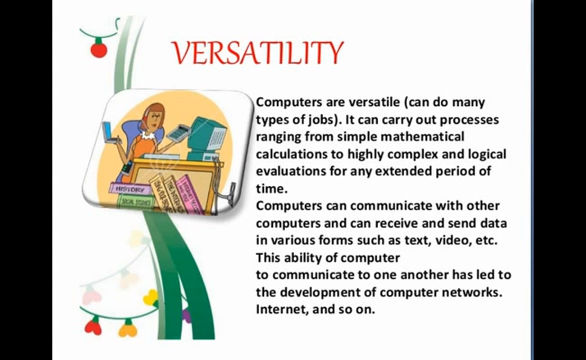 VERSATILITY
Computers are versatile (can do many
types of jobs). It can carry out processes
ranging from simple mathematical
calculations to highly complex and logical
evaluations for any extended period of
time.
Computers can communicate with other
computers and can receive and send data
in various forms such as text, video, etc.
This ability of computer
to communicate to one another has led to
the development of computer networks.
Internet, and so on.
HISTORY
SOCIAL STUDIES